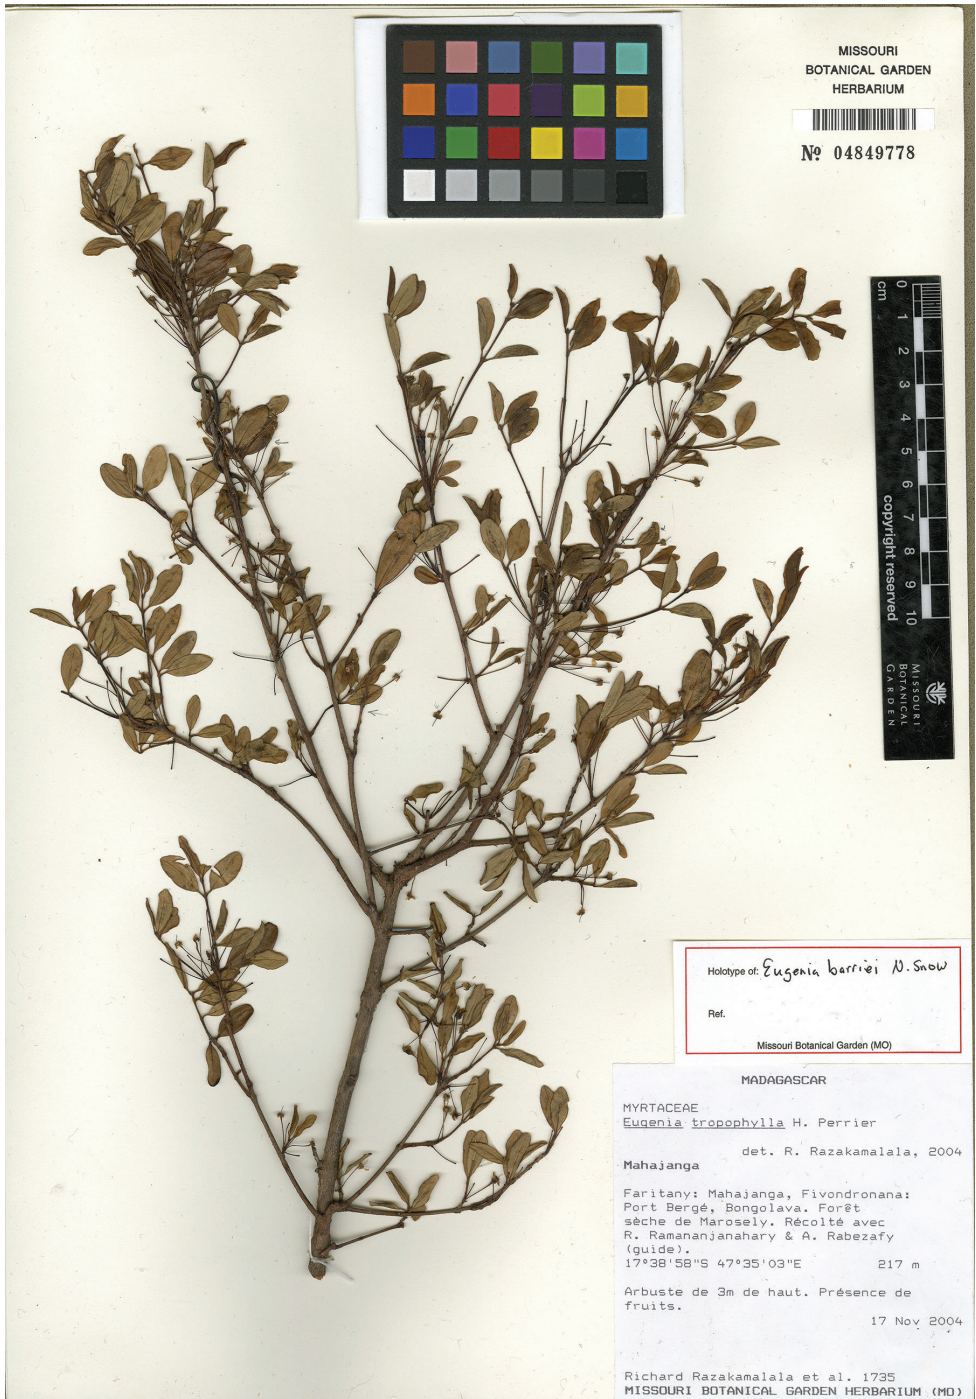 MISSOURI
BOTANICAL GARDEN
HERBARIUM
№ 04849778
cm
0
1
2
3
4
5
6
7
8
9
10
copyright reserved
MISSOURI
BOTANICAL
GARDEN
Holotype of: Eugenia barriei N. Snow
Ref.
Missouri Botanical Garden (MO)
MADAGASCAR
MYRTACEAE
Eugenia tropophylla H. Perrier
det. R. Razakamalala, 2004
Mahajanga
Faritany: Mahajanga, Fivondronana:
Port Bergé, Bongolava. Forêt
sèche de Marosely. Récolté avec
R. Ramananjanahary & A. Rabezafy
(guide).
17°38'58"S 47°35'03"E 217 m
Arbuste de 3m de haut. Présence de
fruits.
17 Nov 2004
Richard Razakamalala et al. 1735
MISSOURI BOTANICAL GARDEN HERBARIUM (MO)